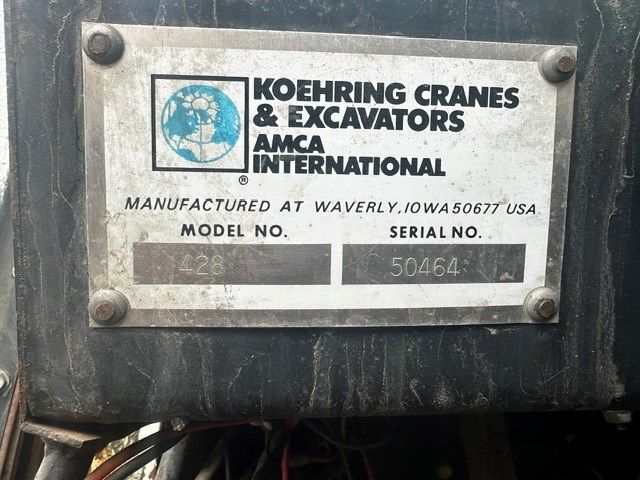 KOEHRING CRANES
& EXCAVATORS
AMCA
INTERNATIONAL
®
MANUFACTURED AT WAVERLY, IOWA 50677 USA
MODEL NO. SERIAL NO.
428 50464